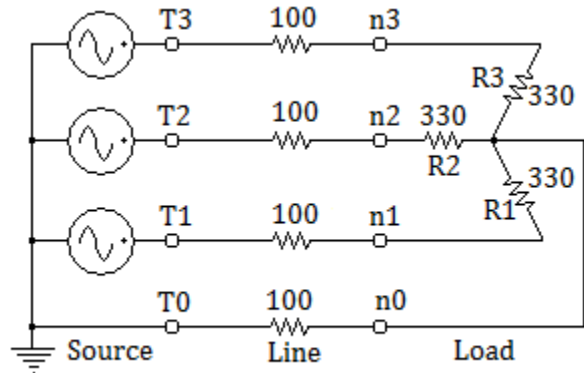 T3 100 n3
R3 330
T2 100 n2 330
R2
330
R1
T1 100 n1
T0 100 n0
Source Line Load